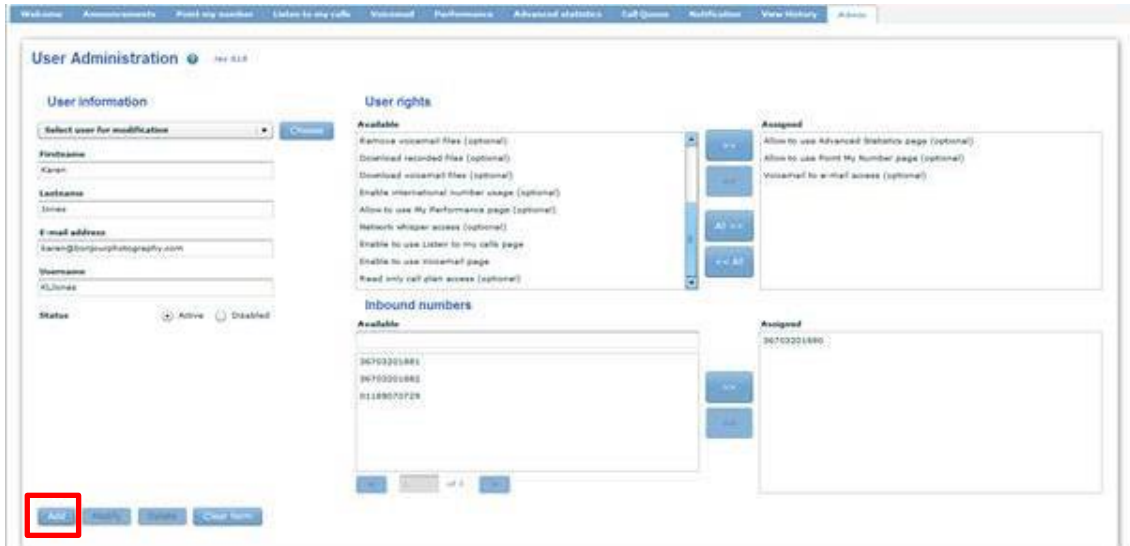 Welcome Announcements Point my number Listen to my calls Voicemail Performance Advanced statistics Call Queue Notification View History Admin
User Administration
User information
Select user for modification Choose
Firstname
Karen
Lastname
Jones
E-mail address
karen@bonjourphotography.com
Username
KLJones
Status Active Disabled
User rights
Available
Remove voicemail files (optional)
Download recorded files (optional)
Download voicemail files (optional)
Enable international number usage (optional)
Allow to use My Performance page (optional)
Network whisper access (optional)
Enable to use Listen to my calls page
Enable to use Voicemail page
Read only call plan access (optional)
>>
<<
All >>
<< All
Assigned
Allow to use Advanced Statistics page (optional)
Allow to use Point My Number page (optional)
Voicemail to e-mail access (optional)
Inbound numbers
Available
36703201881
36703201882
01189070729
>>
<<
Assigned
36703201880
Add Modify Delete Clear form